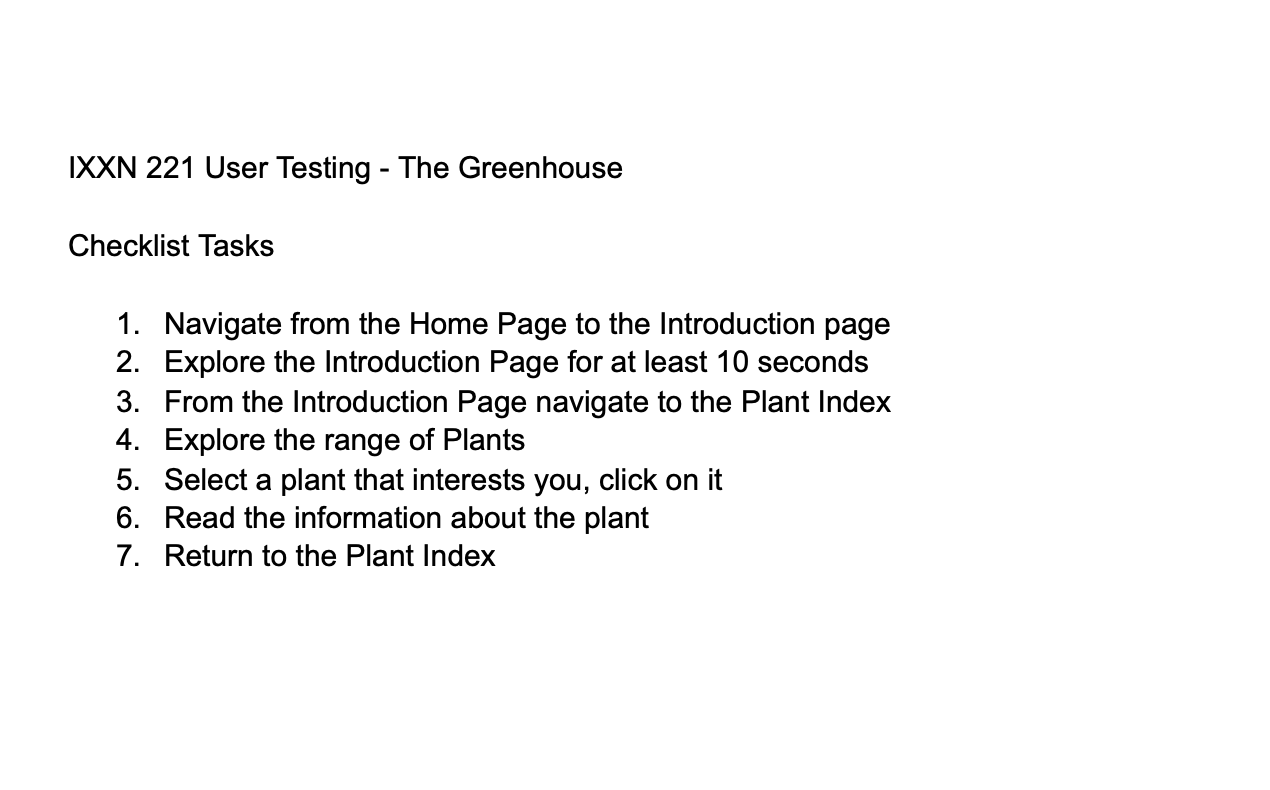 IXXN 221 User Testing - The Greenhouse
Checklist Tasks
1. Navigate from the Home Page to the Introduction page
2. Explore the Introduction Page for at least 10 seconds
3. From the Introduction Page navigate to the Plant Index
4. Explore the range of Plants
5. Select a plant that interests you, click on it
6. Read the information about the plant
7. Return to the Plant Index